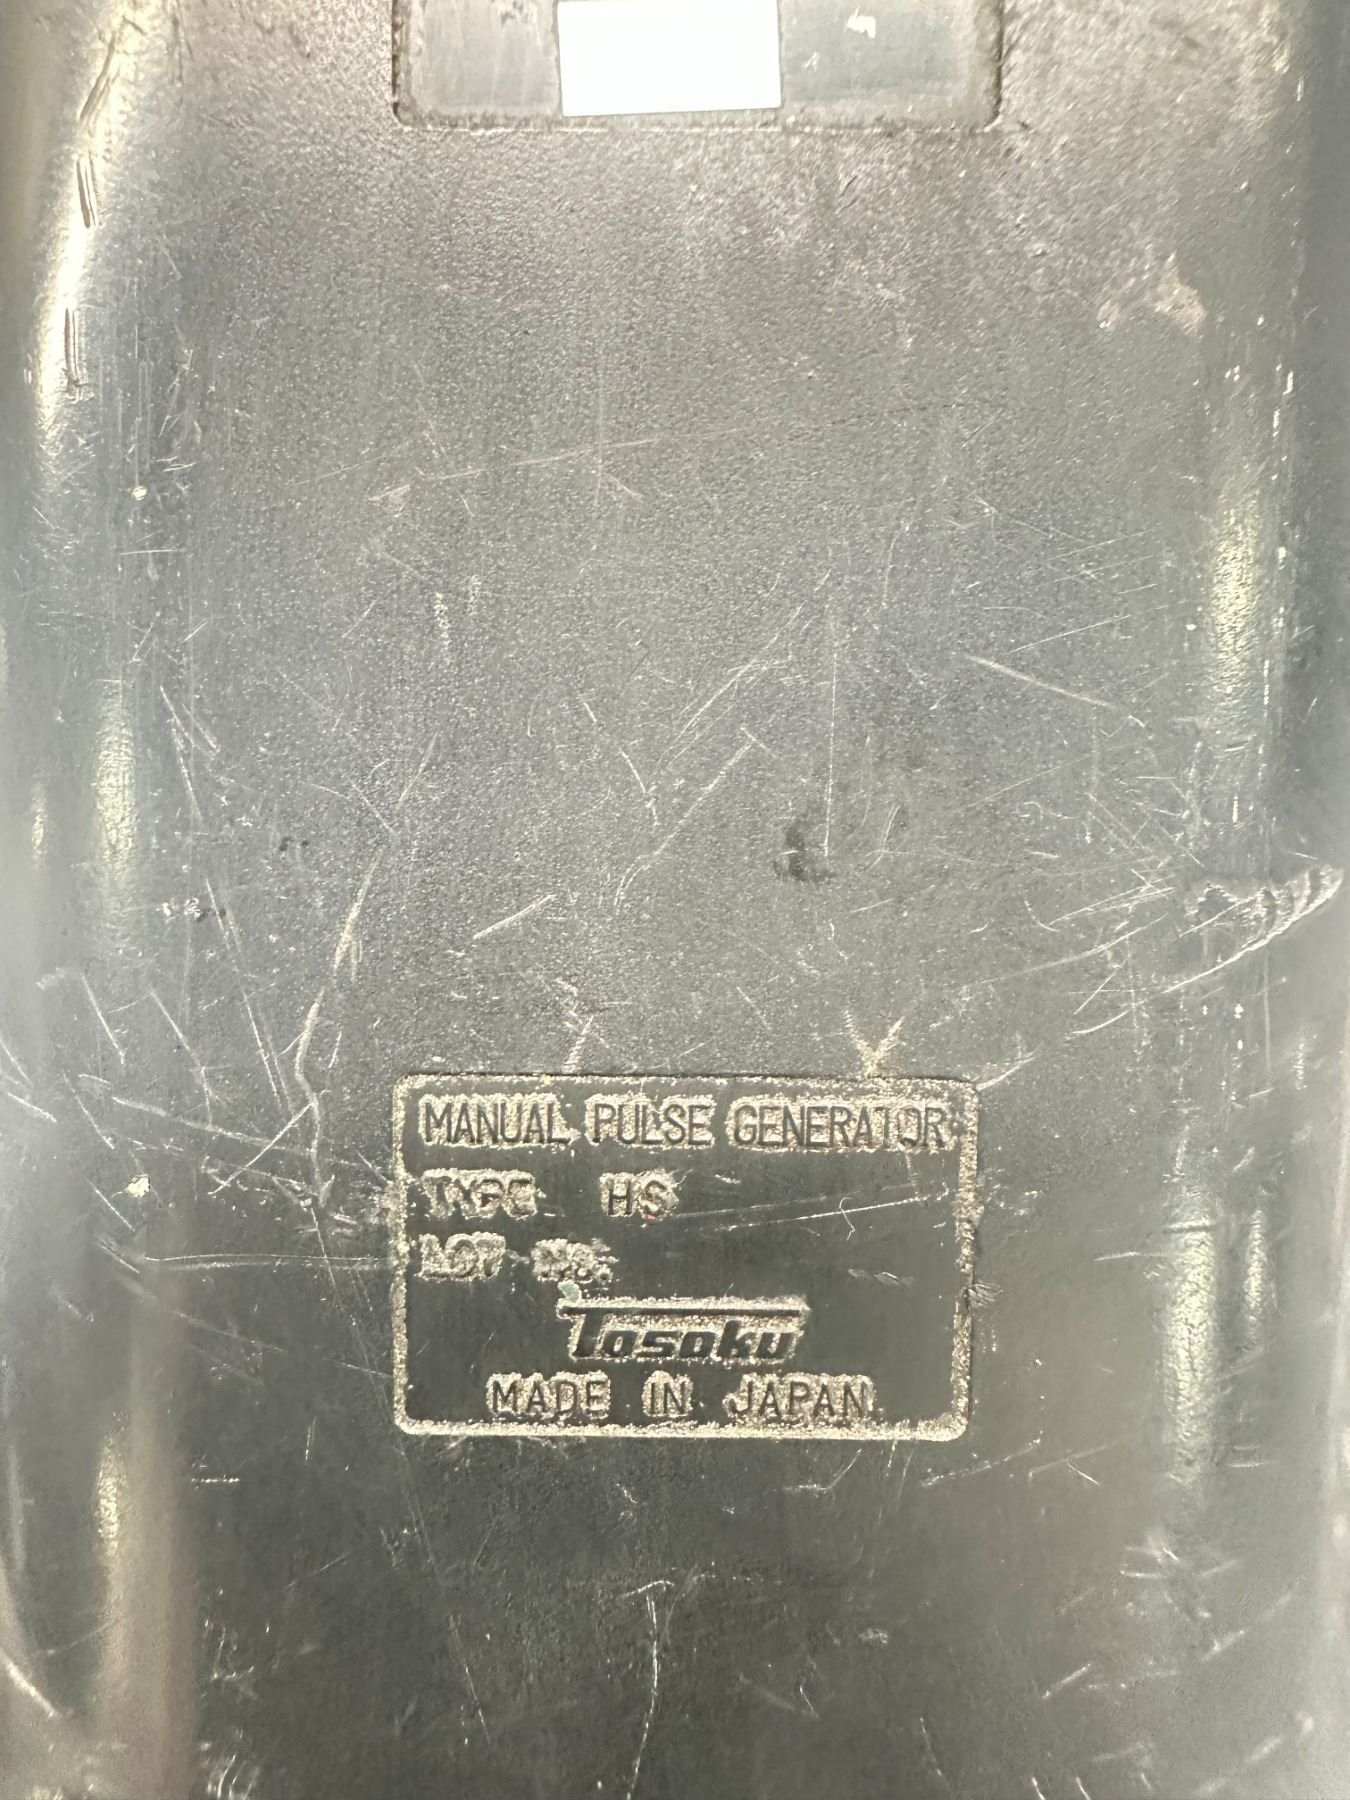 MANUAL PULSE GENERATOR
TYPE HS
LOT NO.
Tosoku
MADE IN JAPAN